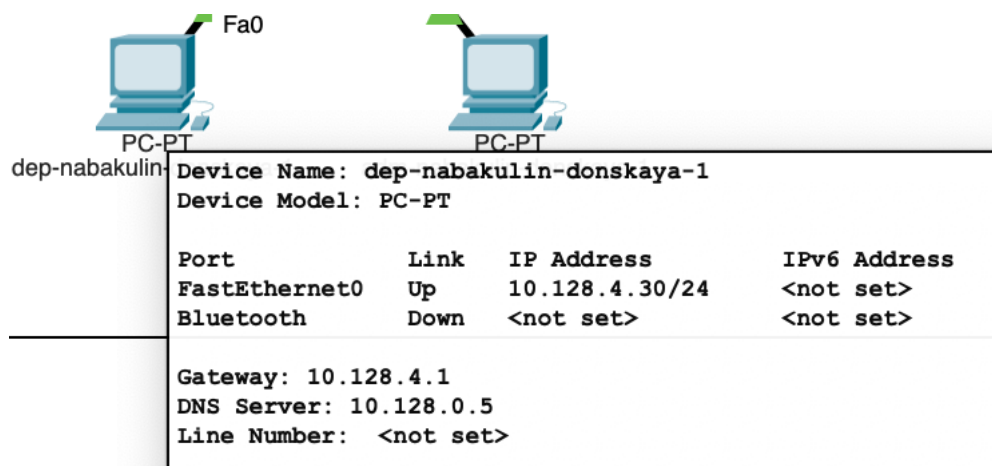 Fa0
PC-PT
PC-PT
dep-nabakulin-
Device Name: dep-nabakulin-donskaya-1
Device Model: PC-PT
Port Link IP Address IPv6 Address
FastEthernet0 Up 10.128.4.30/24 <not set>
Bluetooth Down <not set> <not set>
Gateway: 10.128.4.1
DNS Server: 10.128.0.5
Line Number: <not set>